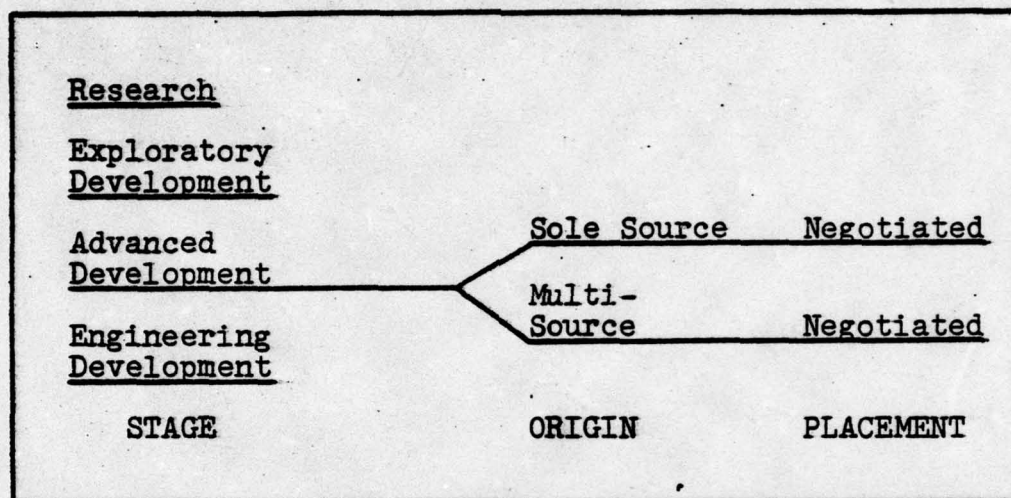 Research
Exploratory
Development
Advanced
Development
Engineering
Development
STAGE
Sole Source
Multi-
Source
ORIGIN
Negotiated
Negotiated
PLACEMENT